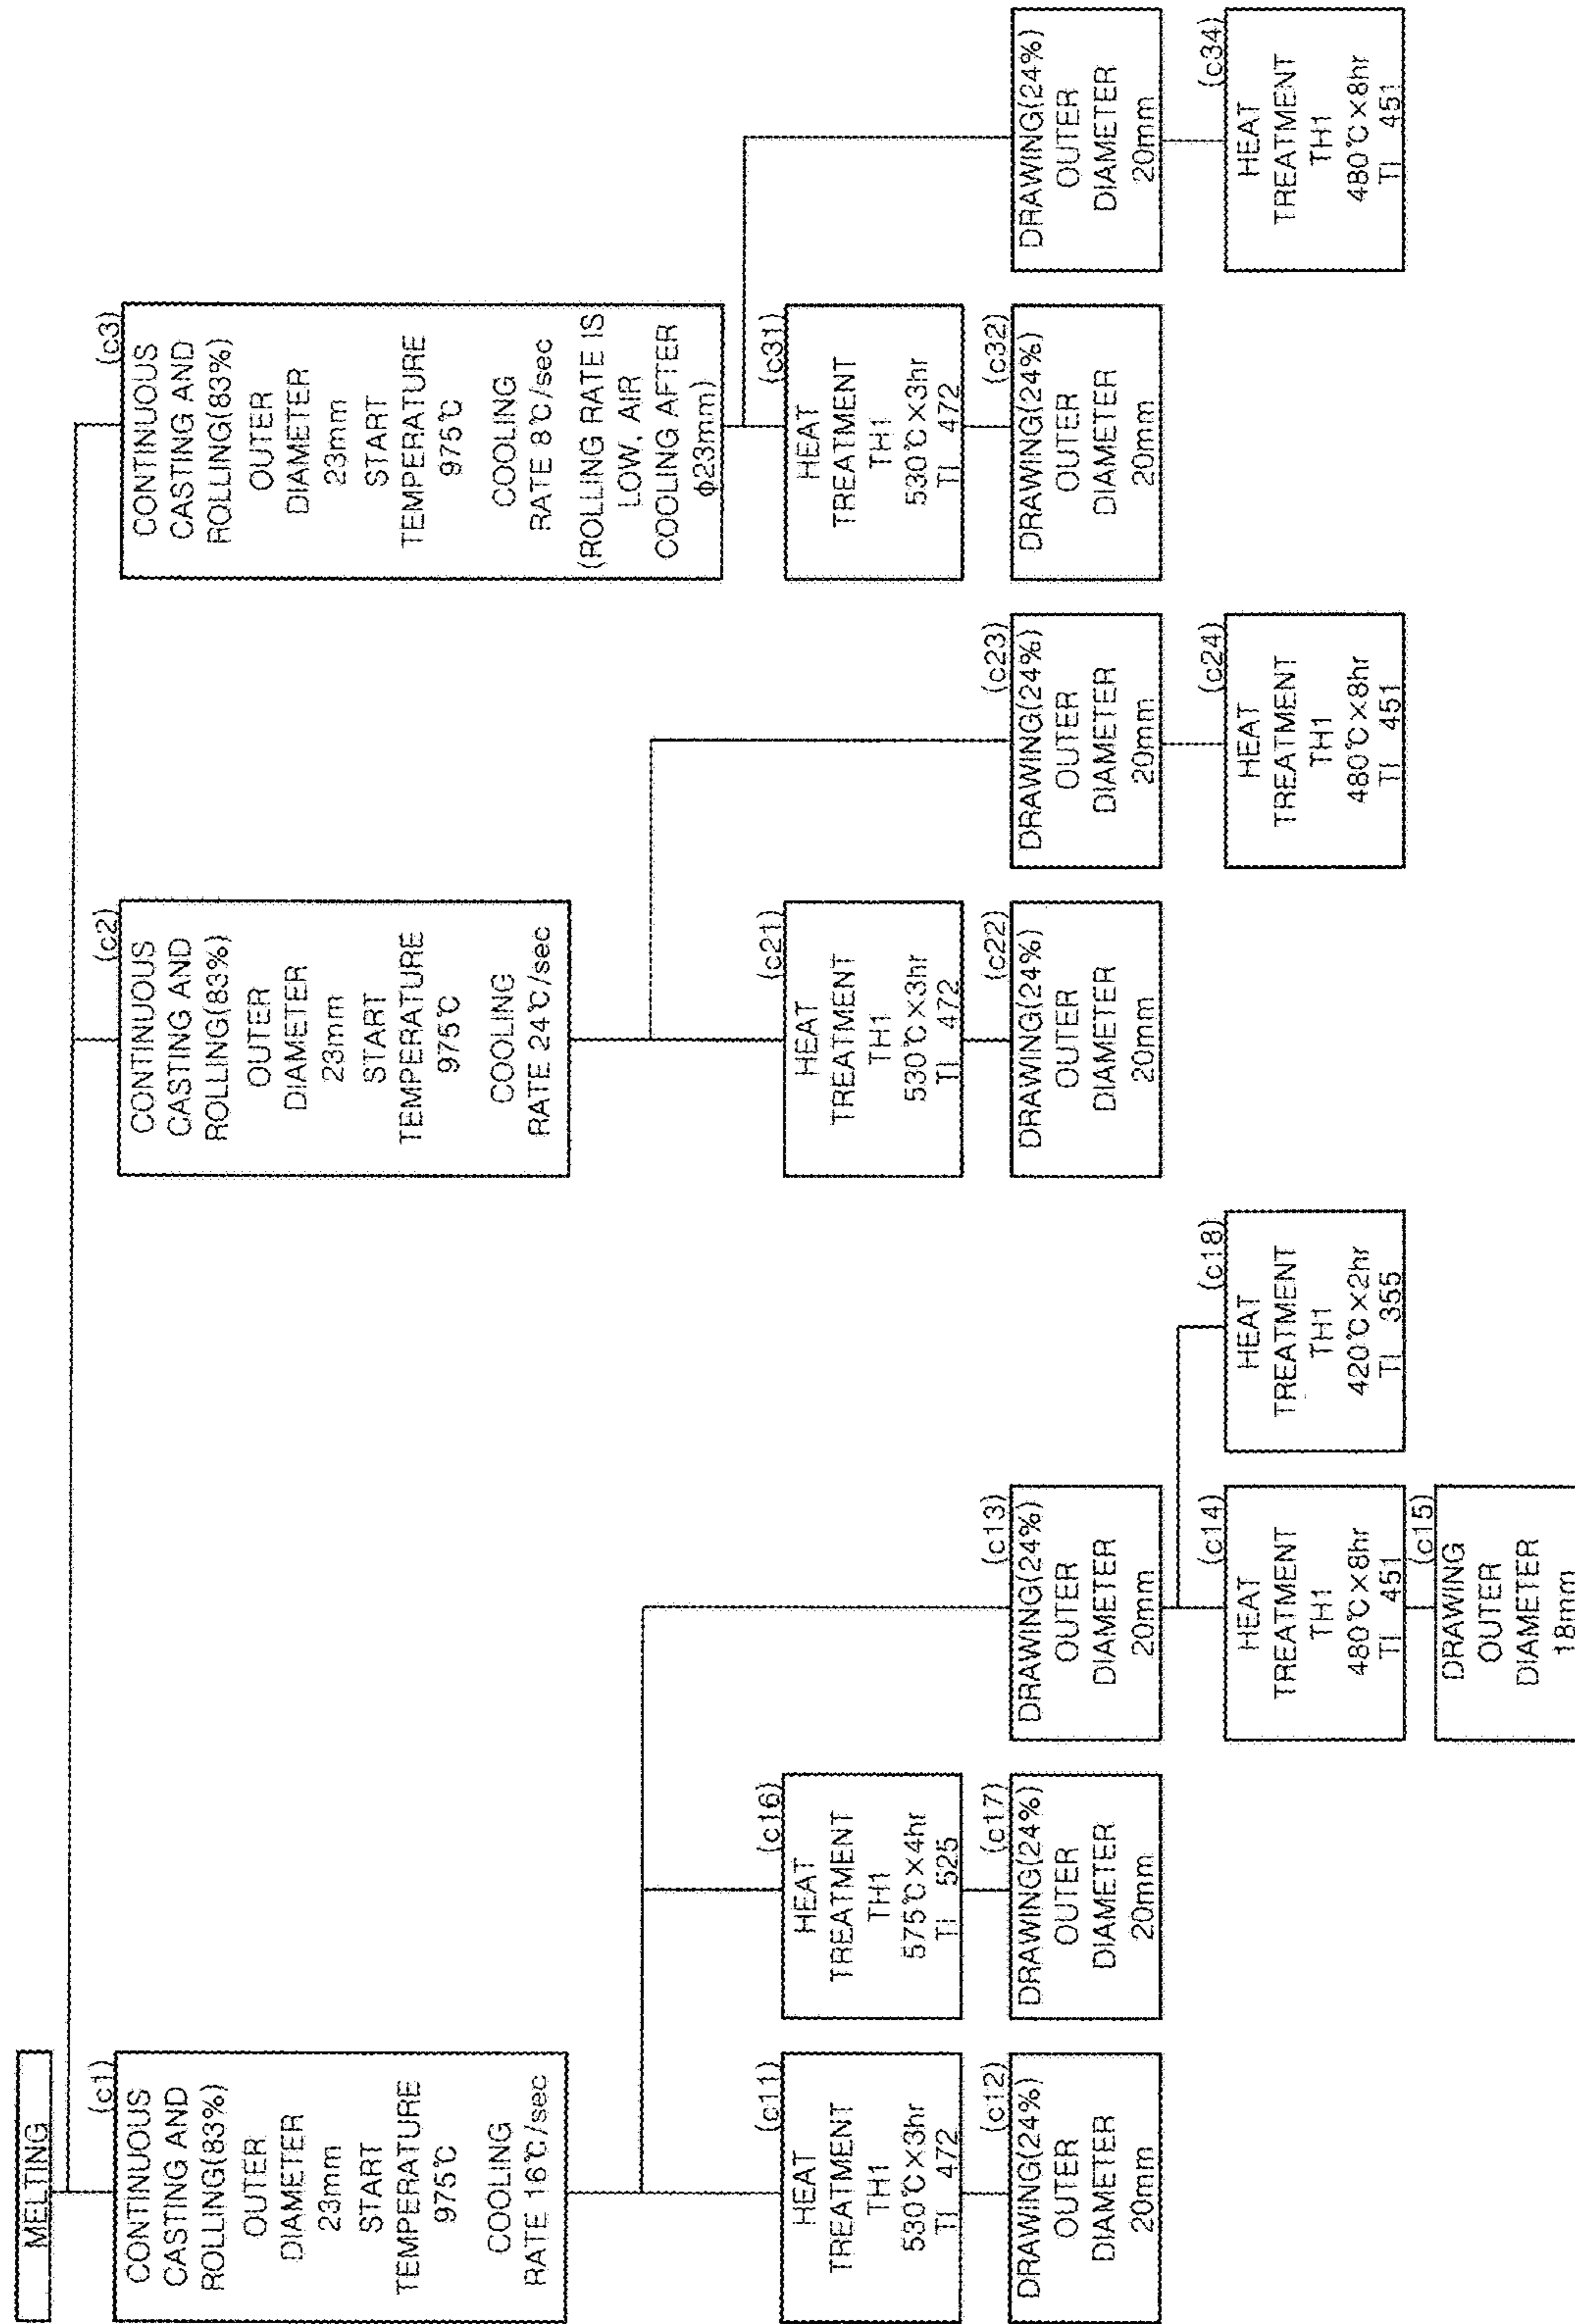 MELTING
(c1)
CONTINUOUS
CASTING AND
ROLLING(83%)
OUTER
DIAMETER
23mm
START
TEMPERATURE
975℃
COOLING
RATE 16℃/sec
(c2)
CONTINUOUS
CASTING AND
ROLLING(83%)
OUTER
DIAMETER
23mm
START
TEMPERATURE
975℃
COOLING
RATE 24℃/sec
(c3)
CONTINUOUS
CASTING AND
ROLLING(83%)
OUTER
DIAMETER
23mm
START
TEMPERATURE
975℃
COOLING
RATE 8℃/sec
(ROLLING RATE IS
LOW, AIR
COOLING AFTER
φ23mm)
(c11)
HEAT
TREATMENT
TH1
530℃×3hr
TI 472
(c16)
HEAT
TREATMENT
TH1
575℃×4hr
TI 525
(c21)
HEAT
TREATMENT
TH1
530℃×3hr
TI 472
(c31)
HEAT
TREATMENT
TH1
530℃×3hr
TI 472
(c12)
DRAWING(24%)
OUTER
DIAMETER
20mm
(c17)
DRAWING(24%)
OUTER
DIAMETER
20mm
(c13)
DRAWING(24%)
OUTER
DIAMETER
20mm
(c22)
DRAWING(24%)
OUTER
DIAMETER
20mm
(c23)
DRAWING(24%)
OUTER
DIAMETER
20mm
(c32)
DRAWING(24%)
OUTER
DIAMETER
20mm
DRAWING(24%)
OUTER
DIAMETER
20mm
(c14)
HEAT
TREATMENT
TH1
480℃×8hr
TI 451
(c18)
HEAT
TREATMENT
TH1
420℃×2hr
TI 355
(c24)
HEAT
TREATMENT
TH1
480℃×8hr
TI 451
(c34)
HEAT
TREATMENT
TH1
480℃×8hr
TI 451
(c15)
DRAWING
OUTER
DIAMETER
18mm